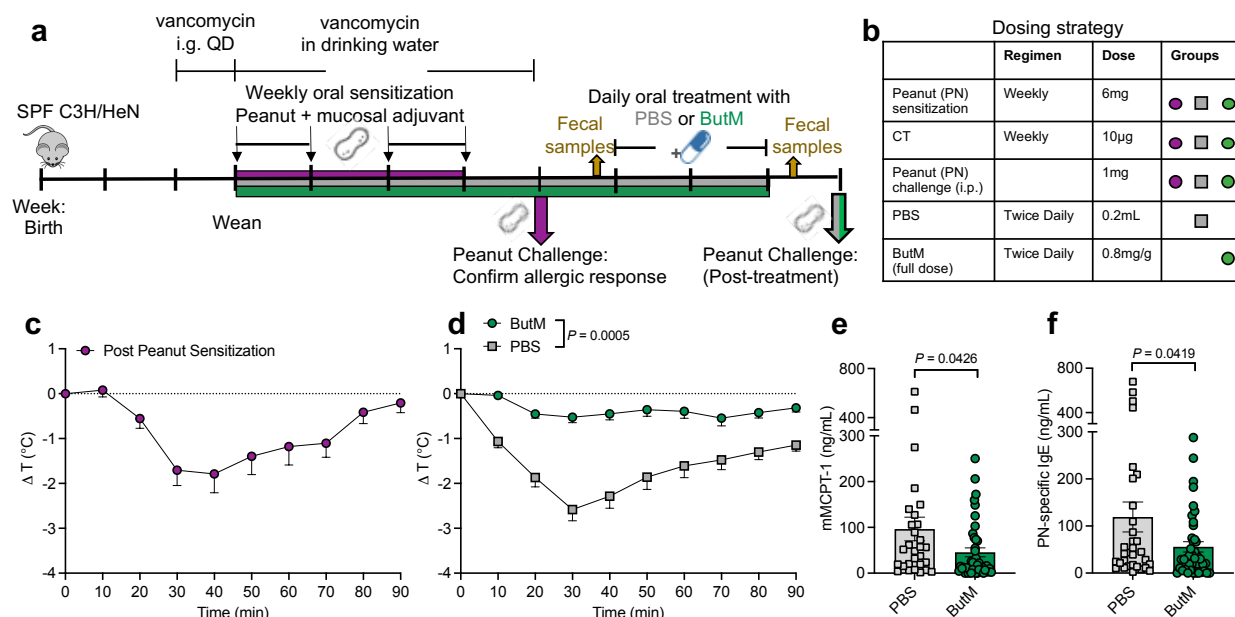 a
vancomycin
i.g. QD
vancomycin
in drinking water
SPF C3H/HeN
Weekly oral sensitization
Peanut + mucosal adjuvant
Daily oral treatment with
PBS or ButM
Fecal
samples
+
Fecal
samples
Week:
Birth
Wean
Peanut Challenge:
Confirm allergic response
Peanut Challenge:
(Post-treatment)
b
Dosing strategy
Regimen Dose Groups
Peanut (PN)
sensitization
Weekly 6mg
CT Weekly 10µg
Peanut (PN)
challenge (i.p.)
1mg
PBS Twice Daily 0.2mL
ButM
(full dose)
Twice Daily 0.8mg/g
c
Post Peanut Sensitization
Δ T (°C)
1
0
-1
-2
-3
-4
0 10 20 30 40 50 60 70 80 90
Time (min)
d
ButM
PBS
P = 0.0005
Δ T (°C)
1
0
-1
-2
-3
-4
0 10 20 30 40 50 60 70 80 90
Time (min)
e
P = 0.0426
mMCPT-1 (ng/mL)
800
400
300
200
100
0
PBS
ButM
f
P = 0.0419
PN-specific IgE (ng/mL)
800
400
300
200
100
0
PBS
ButM